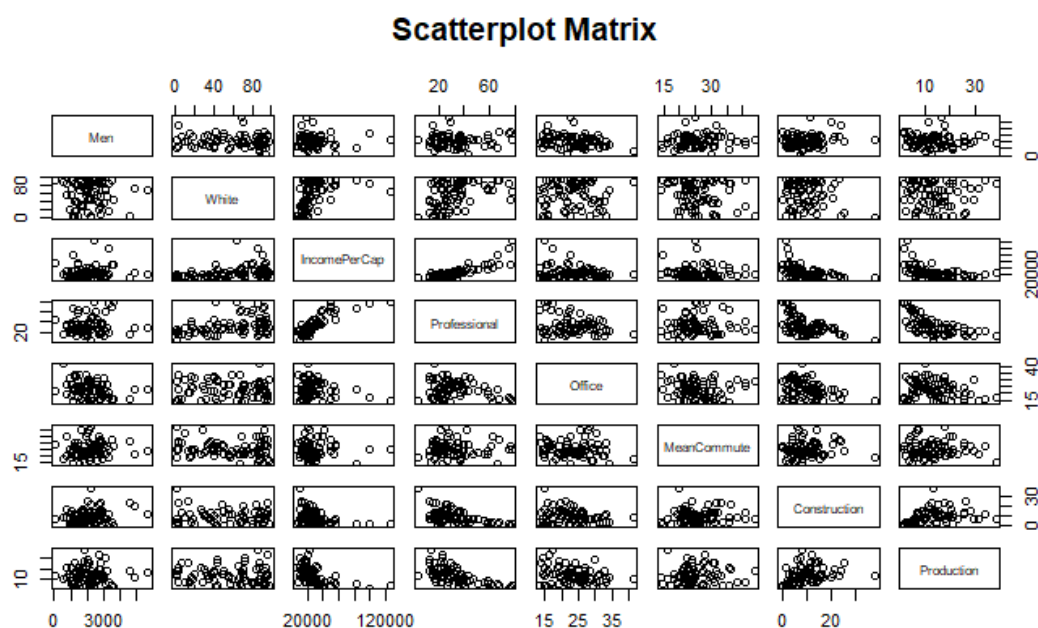 Scatterplot Matrix
0 40 80
20 60
15 30
10 30
Men
0
80
0
White
IncomePerCap
20000
20
Professional
Office
40
15
15
MeanCommute
Construction
30
0
10
Production
0 3000
20000 120000
15 25 35
0 20